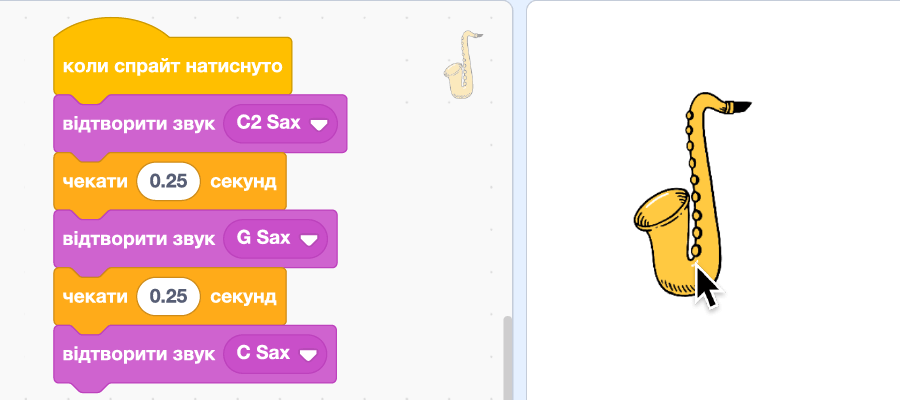 коли спрайт натиснуто
відтворити звук C2 Sax
чекати 0.25 секунд
відтворити звук G Sax
чекати 0.25 секунд
відтворити звук C Sax